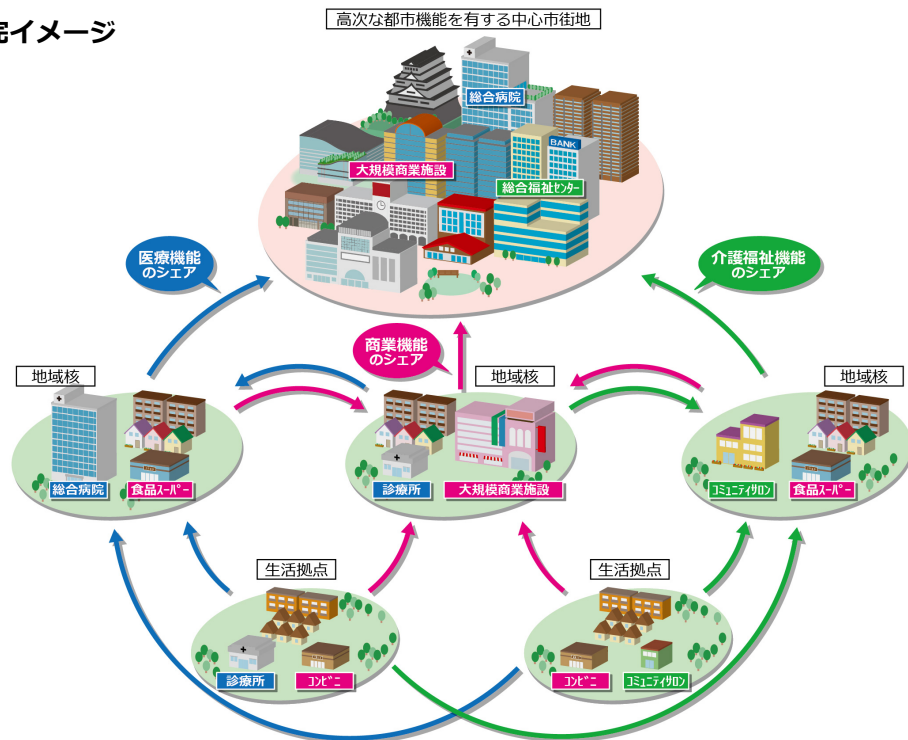 完イメージ
高次な都市機能を有する中心市街地
総合病院
BANK
大規模商業施設
総合福祉センター
医療機能
のシェア
介護福祉機能
のシェア
商業機能
のシェア
地域核
地域核
地域核
総合病院
食品スーパー
診療所
大規模商業施設
コミュニティサロン
食品スーパー
生活拠点
生活拠点
診療所
コンビニ
コンビニ
コミュニティサロン